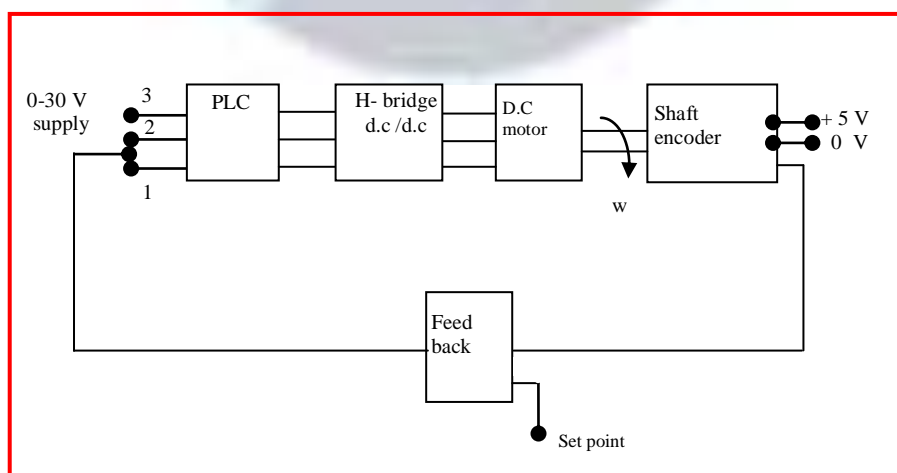 0-30 V
supply
3
2
1
PLC
H- bridge
d.c /d.c
D.C
motor
w
Shaft
encoder
+ 5 V
0 V
Feed
back
Set point